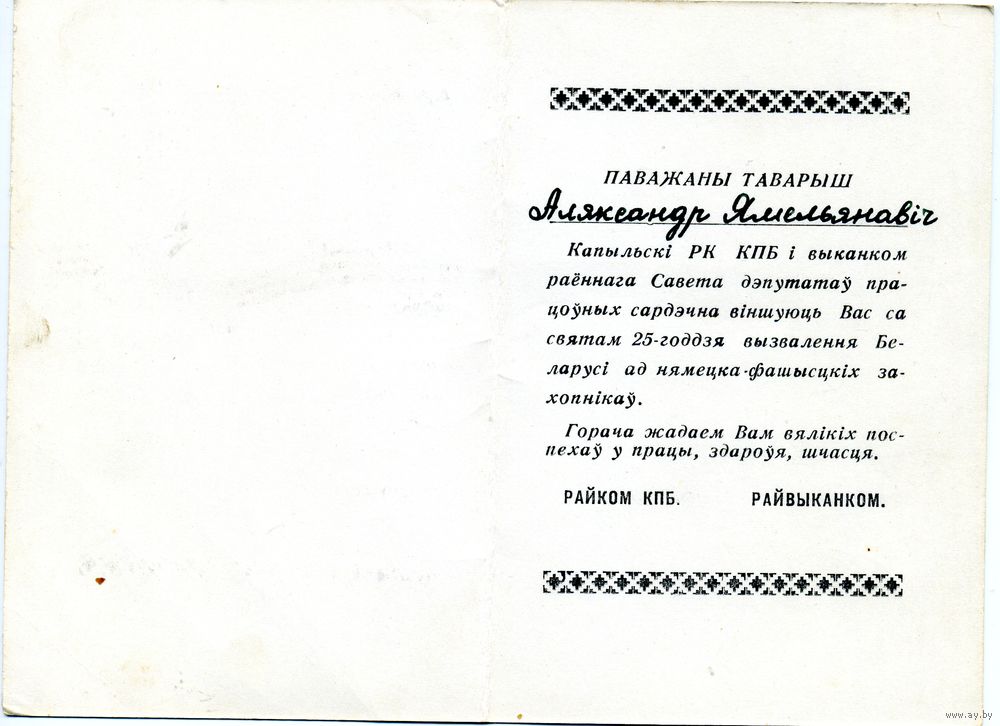 ПАВАЖАНЫ ТАВАРЫШ
Аляксандр Ямельянавіч
Капыльскі РК КПБ і выканком
раённага Савета дэпутатаў пра-
цоўных сардэчна віншуюць Вас са
святам 25-годдзя вызвалення Бе-
ларусі ад нямецка-фашысцкіх за-
хопнікаў.
Горача жадаем Вам вялікіх пос-
пехаў у працы, здароўя, шчасця.
РАЙКОМ КПБ. РАЙВЫКАНКОМ.
www.ay.by